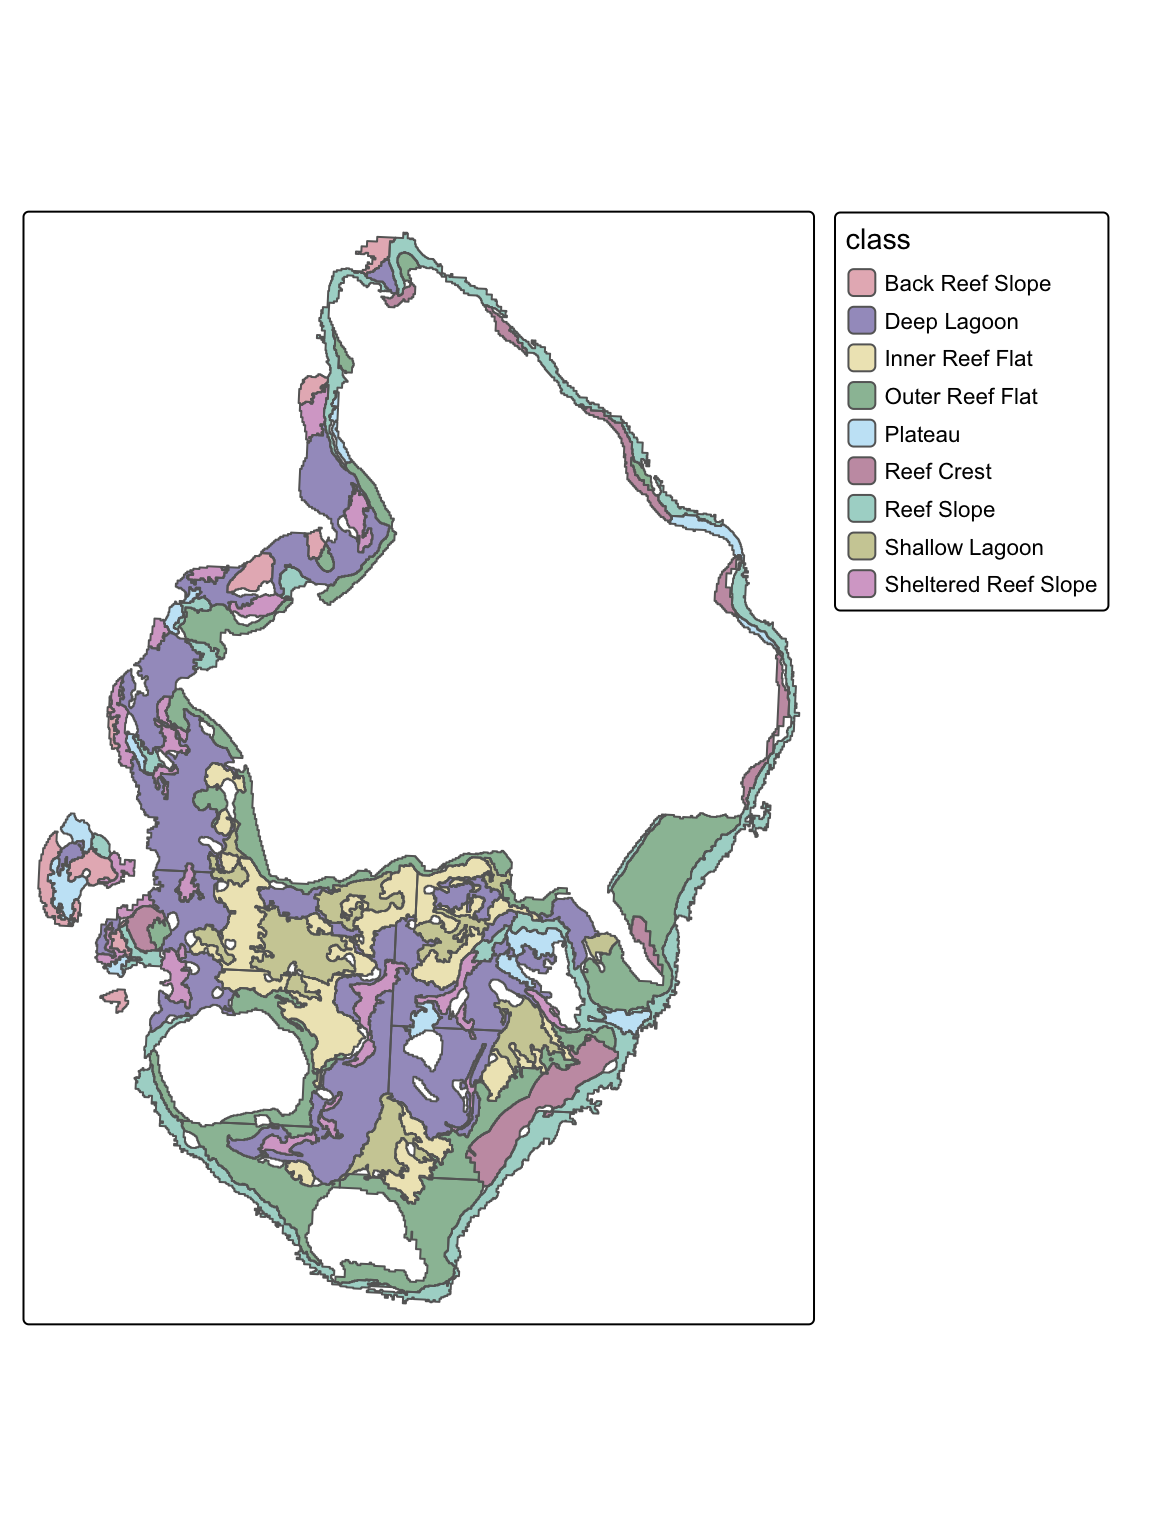 class
Back Reef Slope
Deep Lagoon
Inner Reef Flat
Outer Reef Flat
Plateau
Reef Crest
Reef Slope
Shallow Lagoon
Sheltered Reef Slope